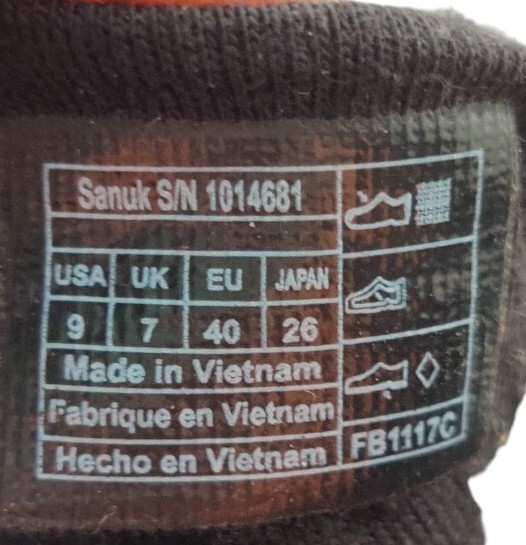 Sanuk S/N 1014681
USA UK EU JAPAN
9 7 40 26
Made in Vietnam
Fabrique en Vietnam
Hecho en Vietnam
FB1117C